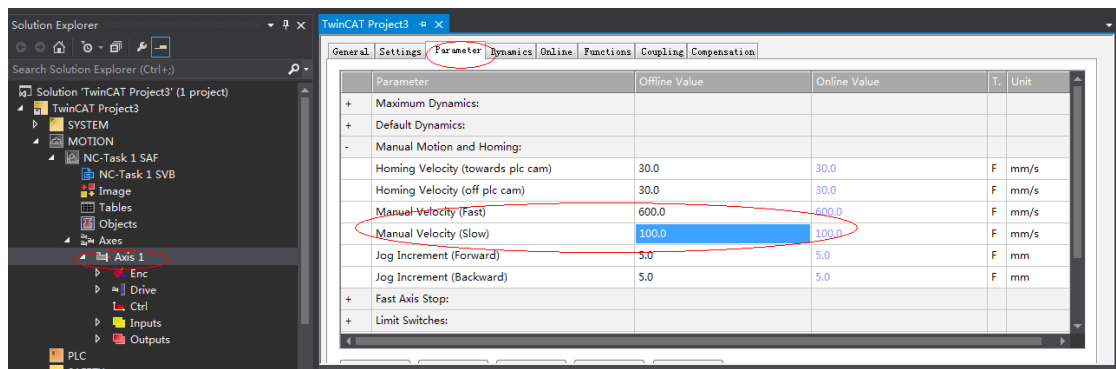 Solution Explorer
Search Solution Explorer (Ctrl+;)
Solution 'TwinCAT Project3' (1 project)
TwinCAT Project3
SYSTEM
MOTION
NC-Task 1 SAF
NC-Task 1 SVB
Image
Tables
Objects
Axes
Axis 1
Enc
Drive
Ctrl
Inputs
Outputs
PLC
TwinCAT Project3
General Settings Parameter Dynamics Online Functions Coupling Compensation
Parameter Offline Value Online Value T. Unit
+ Maximum Dynamics:
+ Default Dynamics:
- Manual Motion and Homing:
Homing Velocity (towards plc cam) 30.0 30.0 F mm/s
Homing Velocity (off plc cam) 30.0 30.0 F mm/s
Manual Velocity (Fast) 600.0 600.0 F mm/s
Manual Velocity (Slow) 100.0 100.0 F mm/s
Jog Increment (Forward) 5.0 5.0 F mm
Jog Increment (Backward) 5.0 5.0 F mm
+ Fast Axis Stop:
+ Limit Switches: